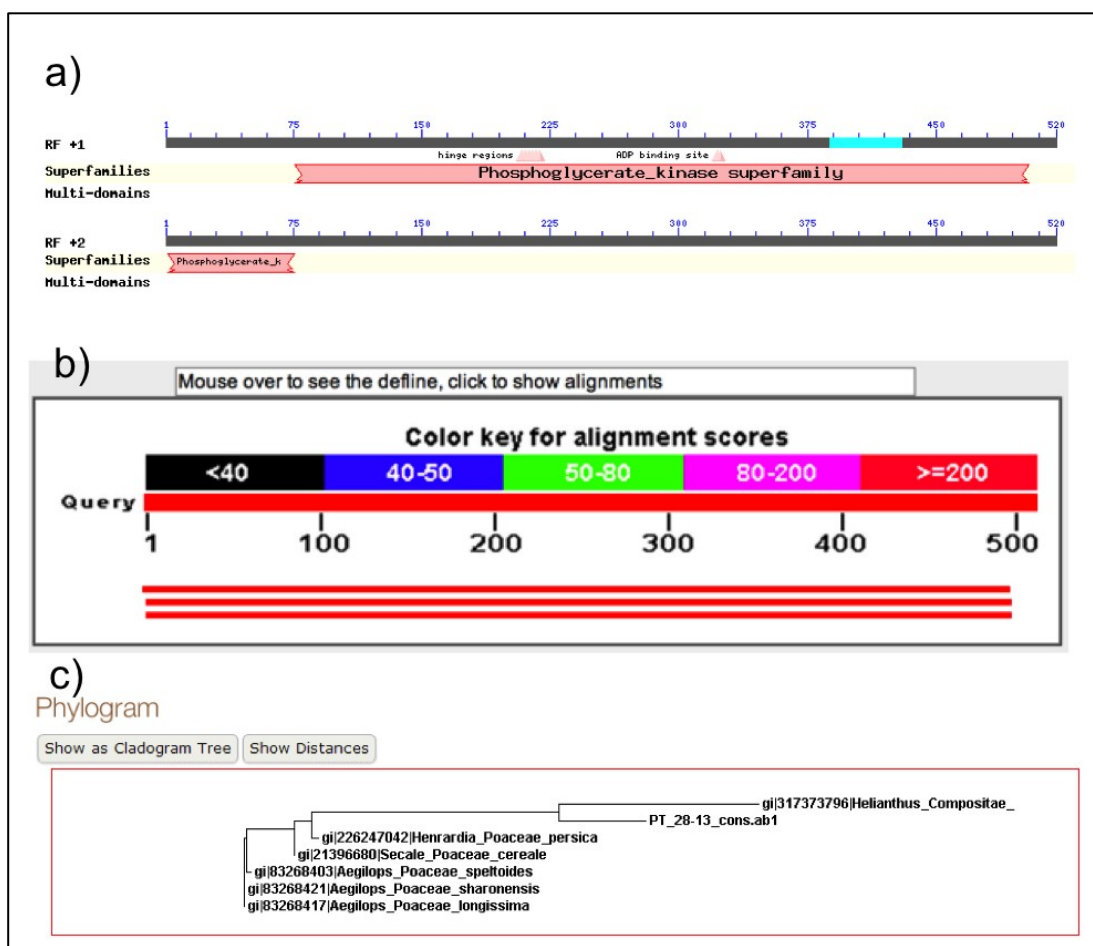 a)
1 75 150 225 300 375 450 520
RF +1
hinge regions ADP binding site
Superfamilies Phosphoglycerate_kinase superfamily
Multi-domains
1 75 150 225 300 375 450 520
RF +2
Superfamilies Phosphoglycerate_k
Multi-domains
b)
Mouse over to see the defline, click to show alignments
Color key for alignment scores
<40 40-50 50-80 80-200 >=200
Query
1 100 200 300 400 500
c)
Phylogram
Show as Cladogram Tree Show Distances
gi|317373796|Helianthus_Compositae_
PT_28-13_cons.ab1
gi|226247042|Henrardia_Poaceae_persica
gi|21396680|Secale_Poaceae_cereale
gi|83268403|Aegilops_Poaceae_speltoides
gi|83268421|Aegilops_Poaceae_sharonensis
gi|83268417|Aegilops_Poaceae_longissima